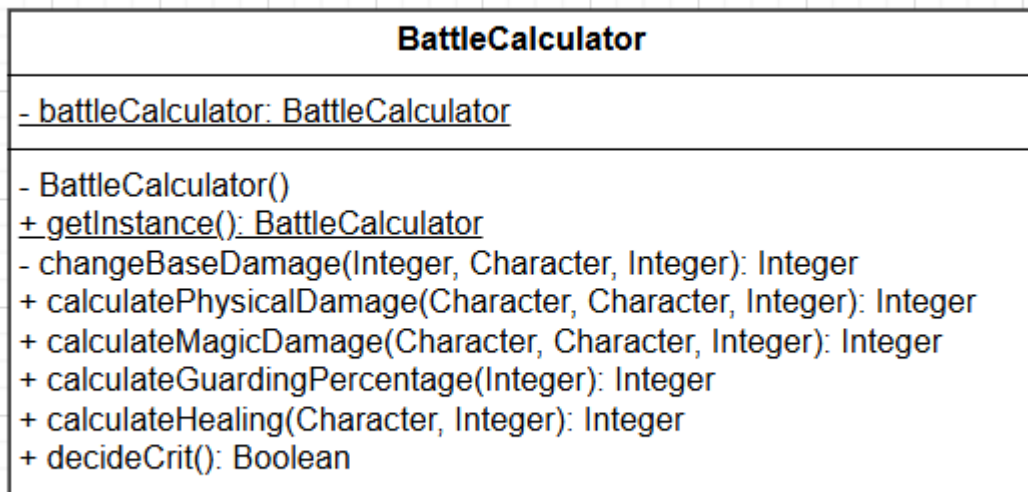 BattleCalculator
- battleCalculator: BattleCalculator
- BattleCalculator()
+ getInstance(): BattleCalculator
- changeBaseDamage(Integer, Character, Integer): Integer
+ calculatePhysicalDamage(Character, Character, Integer): Integer
+ calculateMagicDamage(Character, Character, Integer): Integer
+ calculateGuardingPercentage(Integer): Integer
+ calculateHealing(Character, Integer): Integer
+ decideCrit(): Boolean